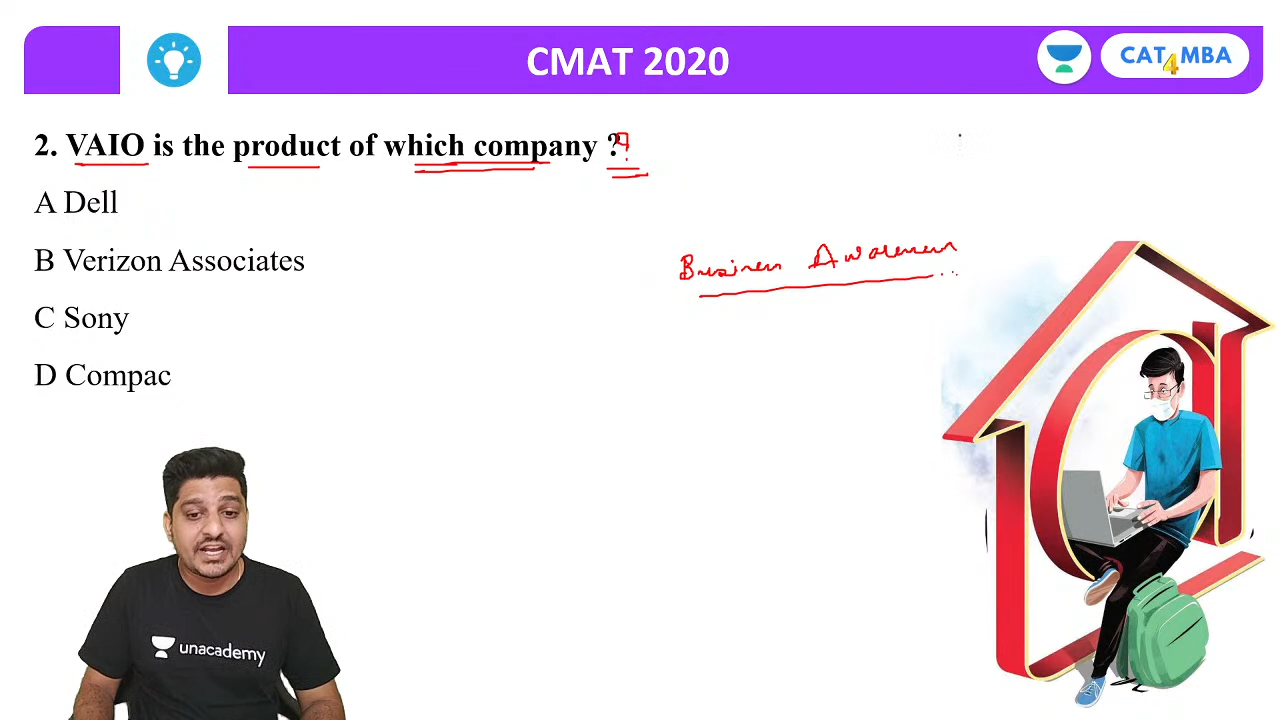 CMAT 2020
CAT4MBA
2. VAIO is the product of which company ?
A Dell
B Verizon Associates
Business Awareness
C Sony
D Compac
unacademy